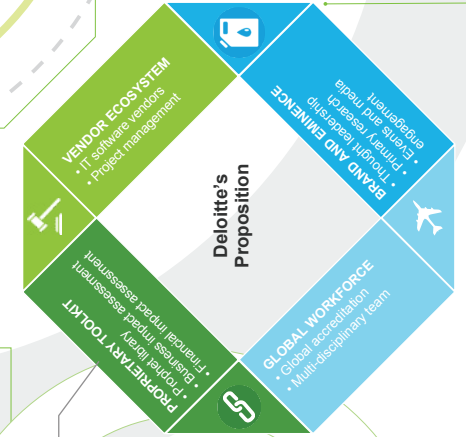 Deloitte's
Proposition
VENDOR ECOSYSTEM
• IT software vendors
• Project management
BRAND AND EMINENCE
• Thought leadership
• Primary research
• Events and media
engagement
PROPRIETARY TOOLKIT
• Prophet library
• Business impact assessment
• Financial impact assessment
GLOBAL WORKFORCE
• Global accreditation
• Multi-disciplinary team